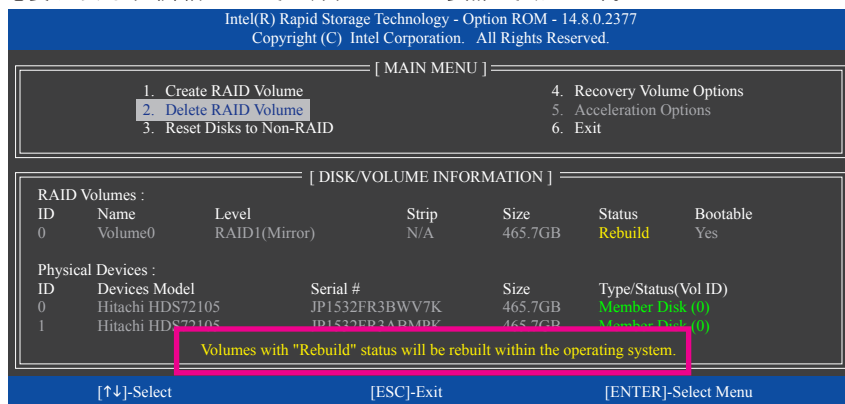 Intel(R) Rapid Storage Technology - Option ROM - 14.8.0.2377
Copyright (C) Intel Corporation. All Rights Reserved.
[ MAIN MENU ]
1. Create RAID Volume
2. Delete RAID Volume
3. Reset Disks to Non-RAID
4. Recovery Volume Options
5. Acceleration Options
6. Exit
[ DISK/VOLUME INFORMATION ]
RAID Volumes :
ID Name Level Strip Size Status Bootable
0 Volume0 RAID1(Mirror) N/A 465.7GB Rebuild Yes
Physical Devices :
ID Devices Model Serial # Size Type/Status(Vol ID)
0 Hitachi HDS72105 JP1532FR3BWV7K 465.7GB Member Disk (0)
1 Hitachi HDS72105 JP1532FR3ABMPK 465.7GB Member Disk (0)
Volumes with "Rebuild" status will be rebuilt within the operating system.
[↑↓]-Select [ESC]-Exit [ENTER]-Select Menu